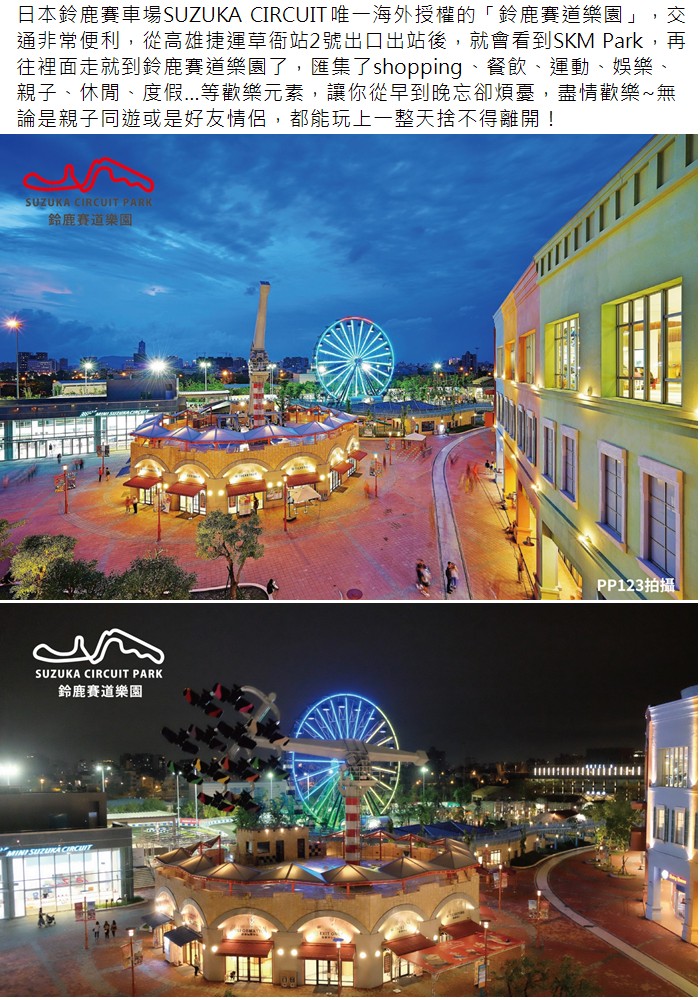 日本鈴鹿賽車場SUZUKA CIRCUIT唯一海外授權的「鈴鹿賽道樂園」，交
通非常便利，從高雄捷運草衙站2號出口出站後，就會看到SKM Park，再
往裡面走就到鈴鹿賽道樂園了，匯集了shopping、餐飲、運動、娛樂、
親子、休閒、度假...等歡樂元素，讓你從早到晚忘卻煩憂，盡情歡樂~無
論是親子同遊或是好友情侶，都能玩上一整天捨不得離開！
SUZUKA CIRCUIT PARK
鈴鹿賽道樂園
MINI SUZUKA CIRCUIT
PP123拍攝
SUZUKA CIRCUIT PARK
鈴鹿賽道樂園
MINI SUZUKA CIRCUIT